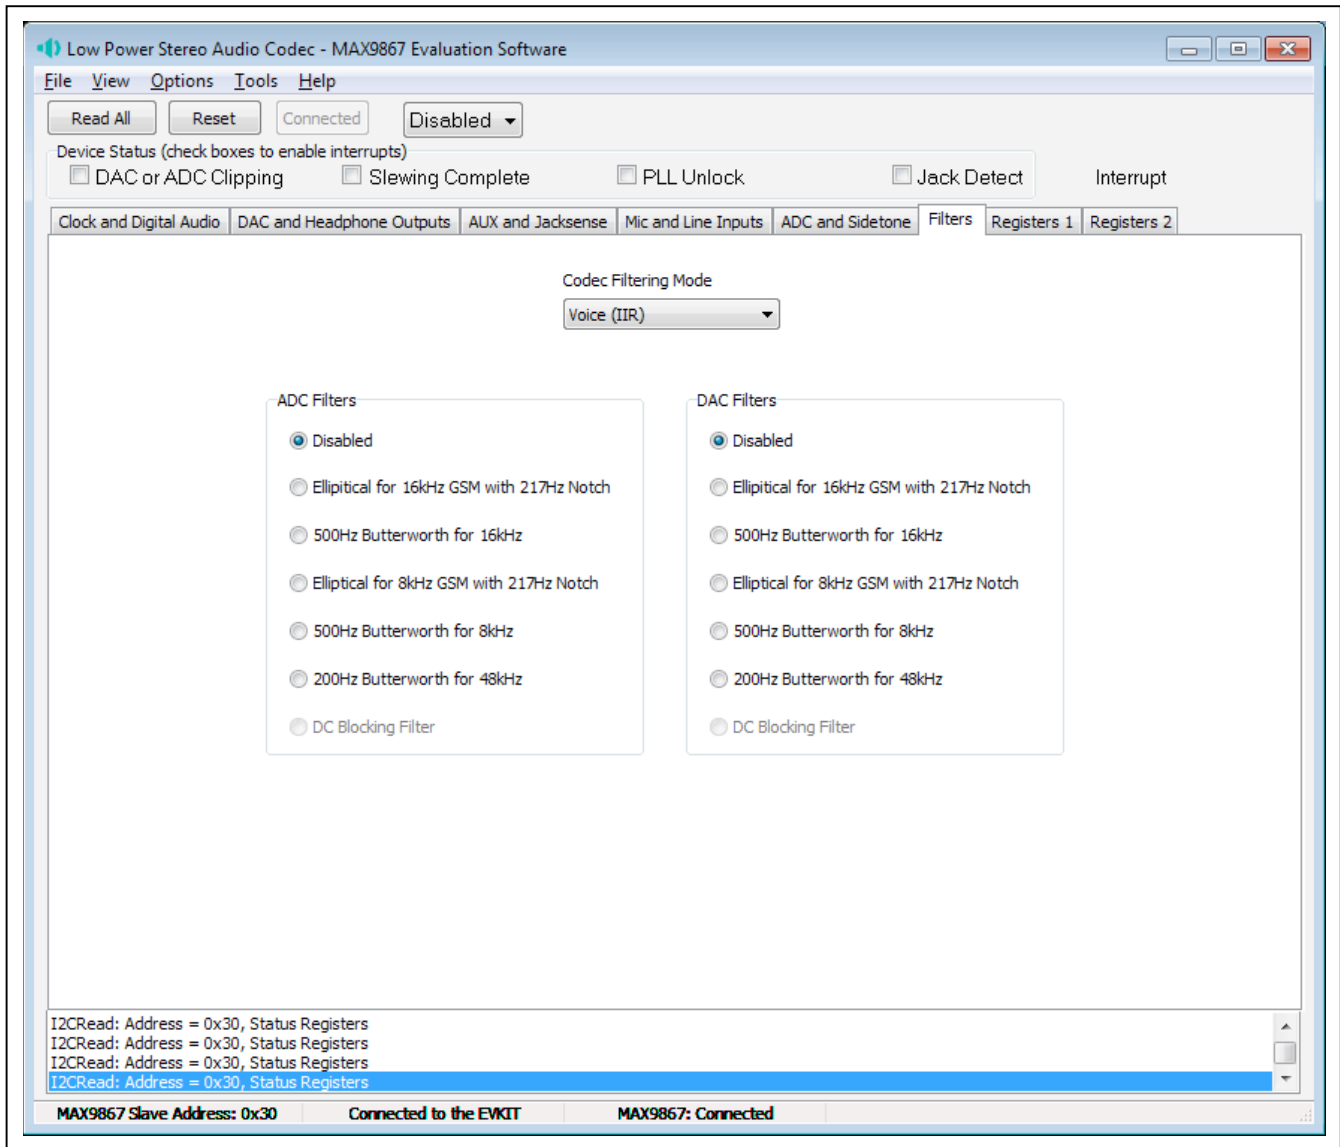 Low Power Stereo Audio Codec - MAX9867 Evaluation Software
File View Options Tools Help
Read All Reset Connected Disabled
Device Status (check boxes to enable interrupts)
DAC or ADC Clipping Slewing Complete PLL Unlock Jack Detect Interrupt
Clock and Digital Audio DAC and Headphone Outputs AUX and Jacksense Mic and Line Inputs ADC and Sidetone Filters Registers 1 Registers 2
Codec Filtering Mode
Voice (IIR)
ADC Filters
Disabled
Ellipitical for 16kHz GSM with 217Hz Notch
500Hz Butterworth for 16kHz
Elliptical for 8kHz GSM with 217Hz Notch
500Hz Butterworth for 8kHz
200Hz Butterworth for 48kHz
DC Blocking Filter
DAC Filters
Disabled
Ellipitical for 16kHz GSM with 217Hz Notch
500Hz Butterworth for 16kHz
Elliptical for 8kHz GSM with 217Hz Notch
500Hz Butterworth for 8kHz
200Hz Butterworth for 48kHz
DC Blocking Filter
I2CRead: Address = 0x30, Status Registers
I2CRead: Address = 0x30, Status Registers
I2CRead: Address = 0x30, Status Registers
I2CRead: Address = 0x30, Status Registers
MAX9867 Slave Address: 0x30 Connected to the EVKIT MAX9867: Connected